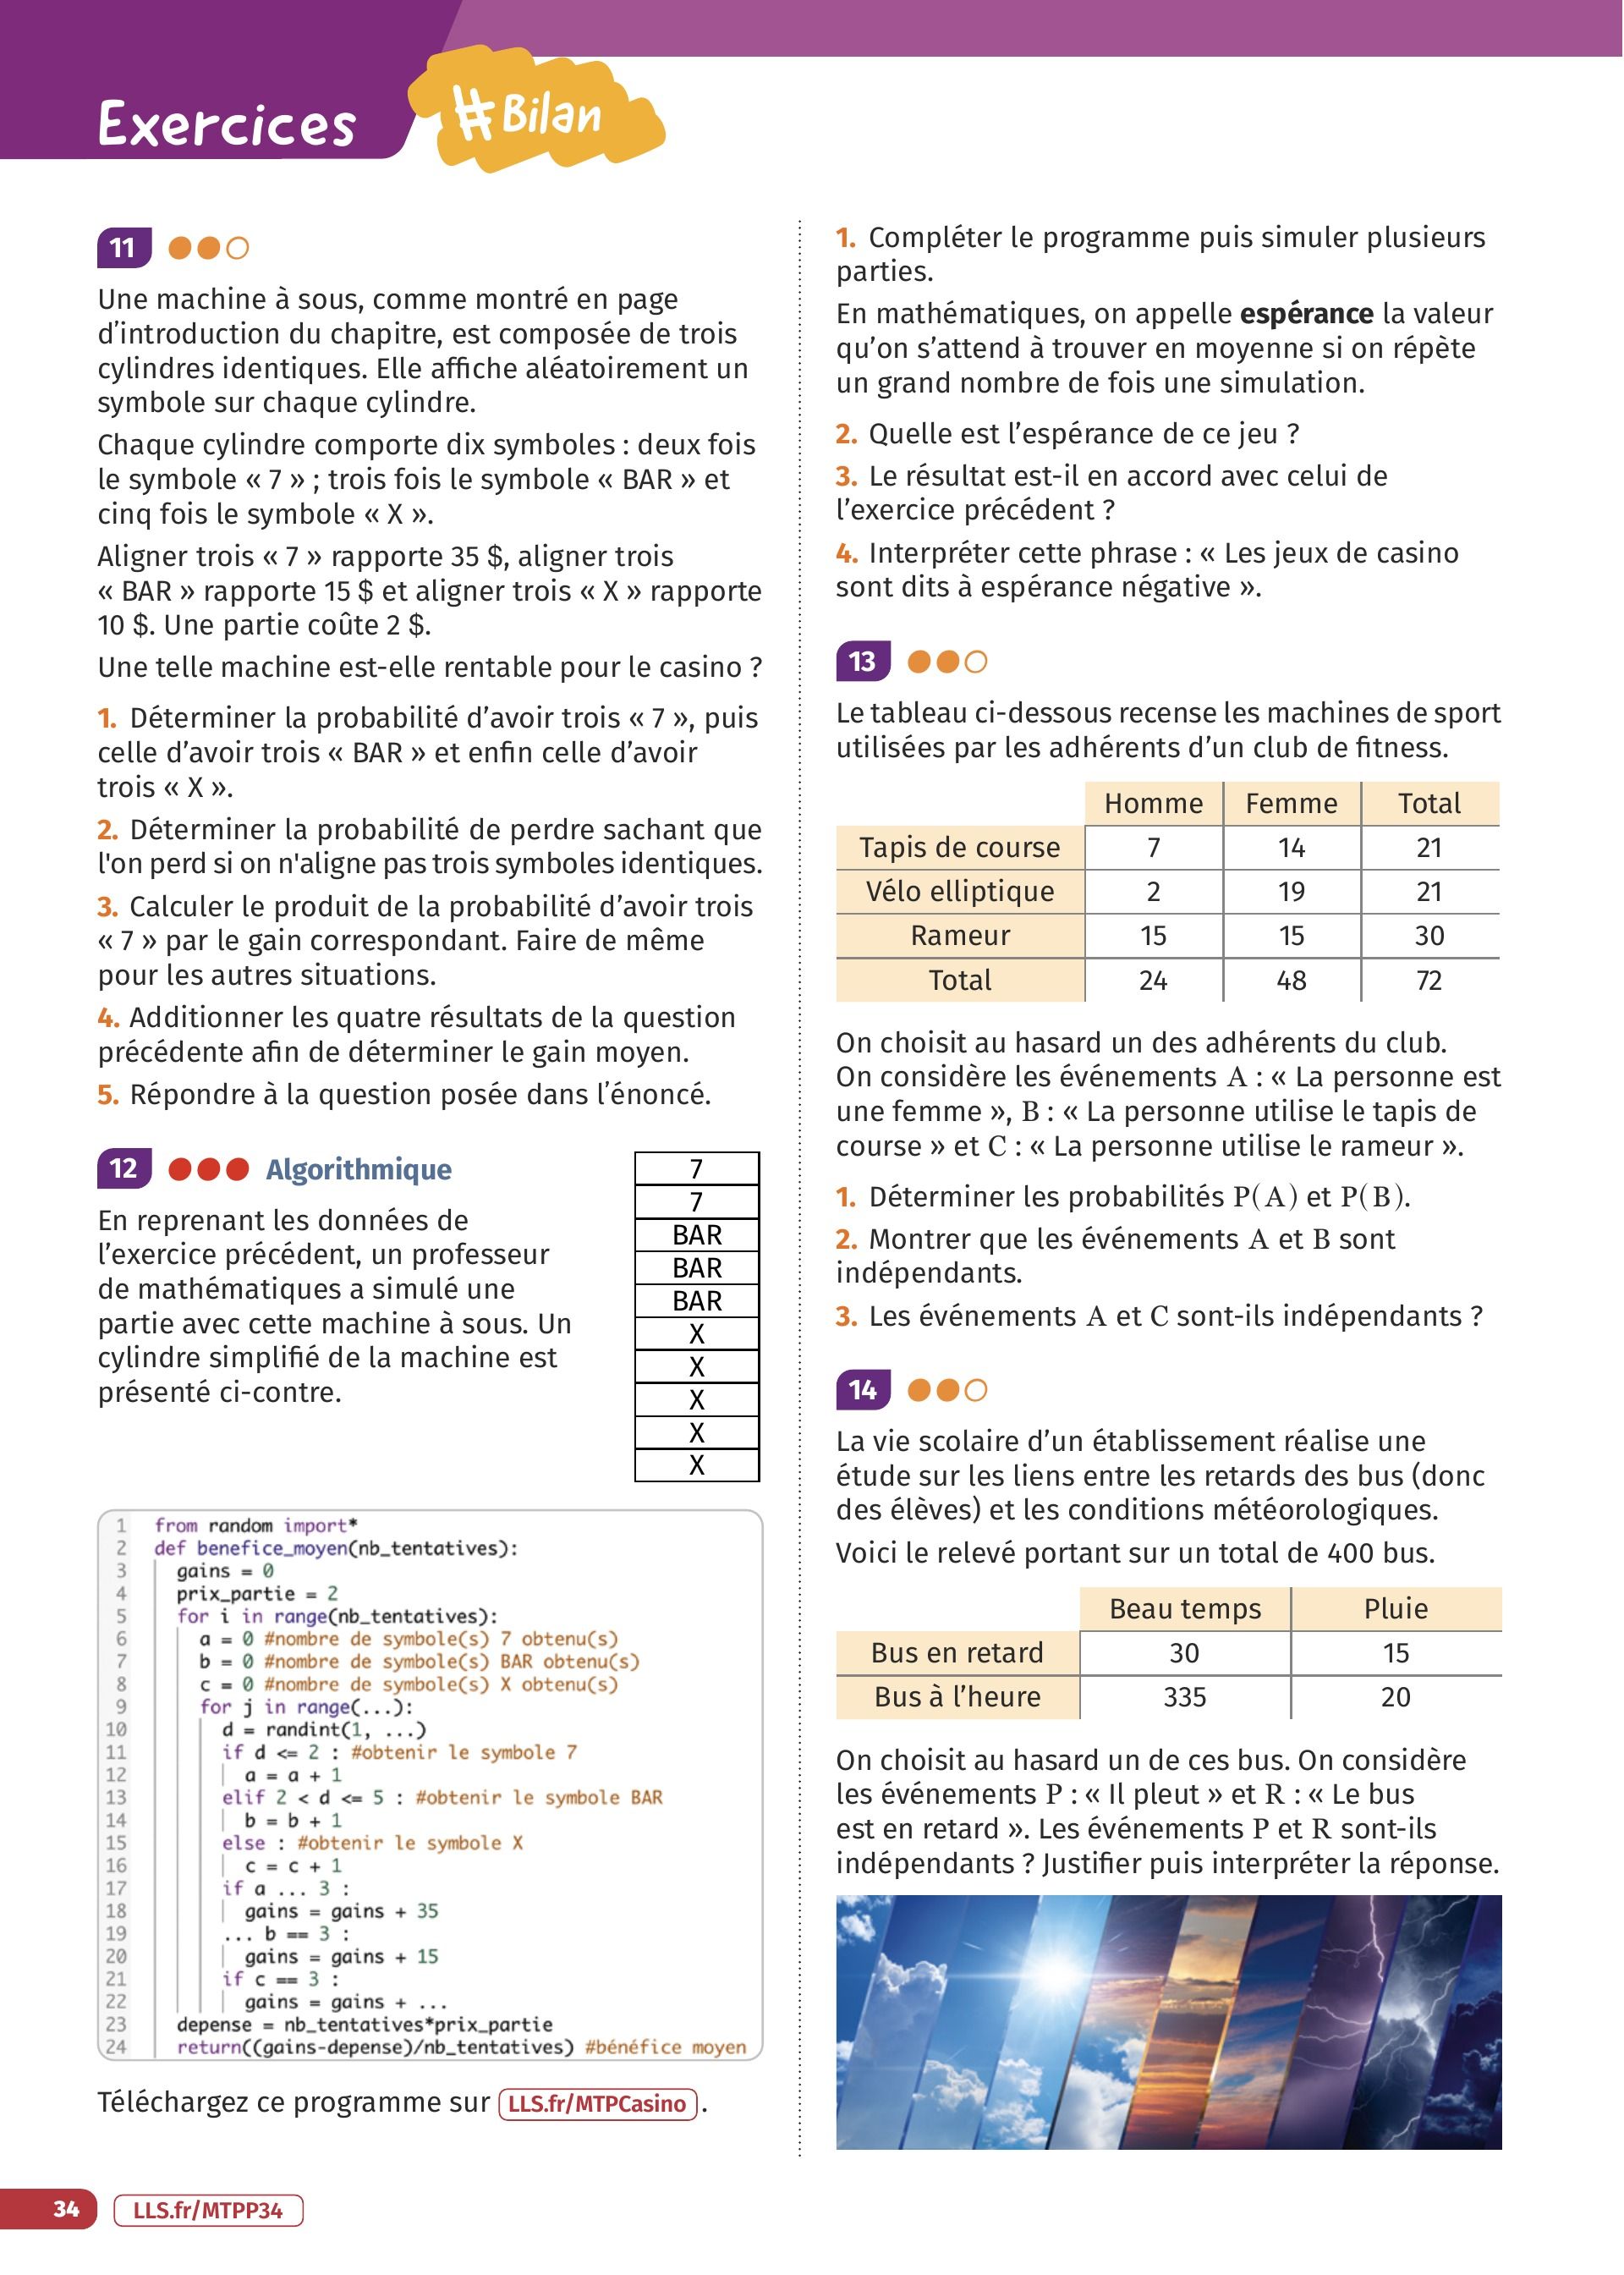 Exercices
#Bilan
11
Une machine à sous, comme montré en page
d’introduction du chapitre, est composée de trois
cylindres identiques. Elle affiche aléatoirement un
symbole sur chaque cylindre.
Chaque cylindre comporte dix symboles : deux fois
le symbole « 7 » ; trois fois le symbole « BAR » et
cinq fois le symbole « X ».
Aligner trois « 7 » rapporte 35 $, aligner trois
« BAR » rapporte 15 $ et aligner trois « X » rapporte
10 $. Une partie coûte 2 $.
Une telle machine est-elle rentable pour le casino ?
1. Déterminer la probabilité d’avoir trois « 7 », puis
celle d’avoir trois « BAR » et enfin celle d’avoir
trois « X ».
2. Déterminer la probabilité de perdre sachant que
l'on perd si on n'aligne pas trois symboles identiques.
3. Calculer le produit de la probabilité d’avoir trois
« 7 » par le gain correspondant. Faire de même
pour les autres situations.
4. Additionner les quatre résultats de la question
précédente afin de déterminer le gain moyen.
5. Répondre à la question posée dans l’énoncé.
12 Algorithmique
En reprenant les données de
l’exercice précédent, un professeur
de mathématiques a simulé une
partie avec cette machine à sous. Un
cylindre simplifié de la machine est
présenté ci-contre.
7
7
BAR
BAR
BAR
X
X
X
X
X
1 from random import*
2 def benefice_moyen(nb_tentatives):
3 gains = 0
4 prix_partie = 2
5 for i in range(nb_tentatives):
6 a = 0 #nombre de symbole(s) 7 obtenu(s)
7 b = 0 #nombre de symbole(s) BAR obtenu(s)
8 c = 0 #nombre de symbole(s) X obtenu(s)
9 for j in range(...):
10 d = randint(1, ...)
11 if d <= 2 : #obtenir le symbole 7
12 a = a + 1
13 elif 2 < d <= 5 : #obtenir le symbole BAR
14 b = b + 1
15 else : #obtenir le symbole X
16 c = c + 1
17 if a ... 3 :
18 gains = gains + 35
19 ... b == 3 :
20 gains = gains + 15
21 if c == 3 :
22 gains = gains + ...
23 depense = nb_tentatives*prix_partie
24 return((gains-depense)/nb_tentatives) #bénéfice moyen
Téléchargez ce programme sur LLS.fr/MTPCasino .
1. Compléter le programme puis simuler plusieurs
parties.
En mathématiques, on appelle espérance la valeur
qu’on s’attend à trouver en moyenne si on répète
un grand nombre de fois une simulation.
2. Quelle est l’espérance de ce jeu ?
3. Le résultat est-il en accord avec celui de
l’exercice précédent ?
4. Interpréter cette phrase : « Les jeux de casino
sont dits à espérance négative ».
13
Le tableau ci-dessous recense les machines de sport
utilisées par les adhérents d’un club de fitness.
Homme Femme Total
Tapis de course 7 14 21
Vélo elliptique 2 19 21
Rameur 15 15 30
Total 24 48 72
On choisit au hasard un des adhérents du club.
On considère les événements A : « La personne est
une femme », B : « La personne utilise le tapis de
course » et C : « La personne utilise le rameur ».
1. Déterminer les probabilités P(A) et P(B).
2. Montrer que les événements A et B sont
indépendants.
3. Les événements A et C sont-ils indépendants ?
14
La vie scolaire d’un établissement réalise une
étude sur les liens entre les retards des bus (donc
des élèves) et les conditions météorologiques.
Voici le relevé portant sur un total de 400 bus.
Beau temps Pluie
Bus en retard 30 15
Bus à l’heure 335 20
On choisit au hasard un de ces bus. On considère
les événements P : « Il pleut » et R : « Le bus
est en retard ». Les événements P et R sont-ils
indépendants ? Justifier puis interpréter la réponse.
34 LLS.fr/MTPP34